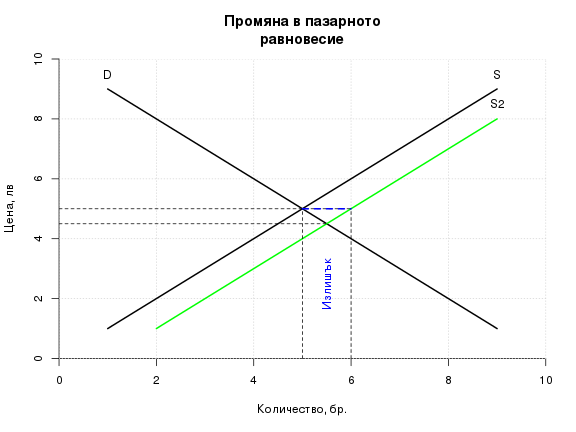 Промяна в пазарното
равновесие
D
S
S2
Цена, лв
10
8
6
4
2
0
Излишък
0 2 4 6 8 10
Количество, бр.